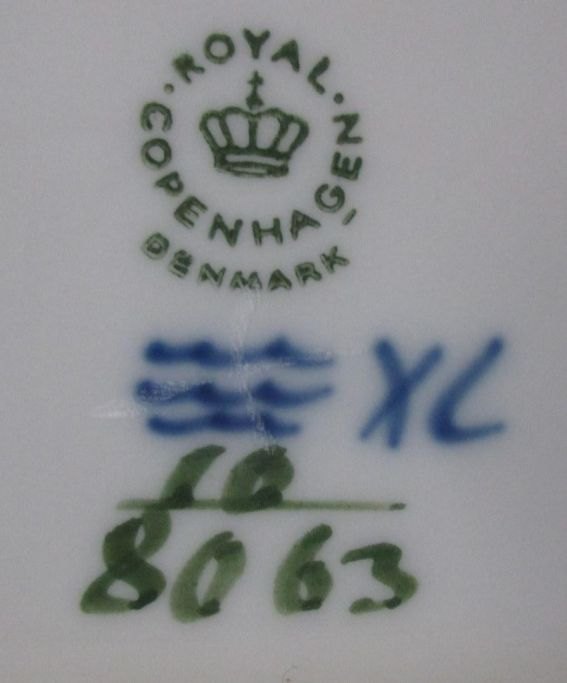 ROYAL
COPENHAGEN
DENMARK
XL
10
8063